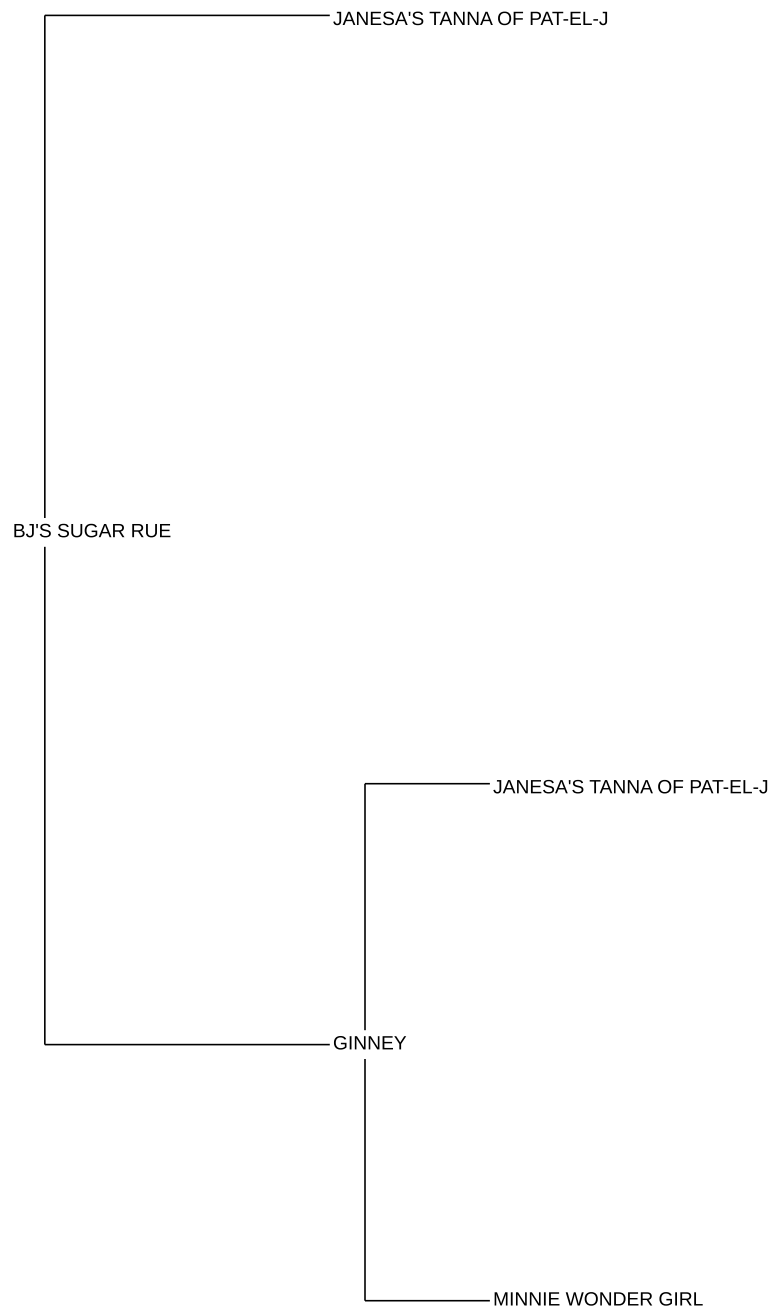 JANESA'S TANNA OF PAT-EL-J
BJ'S SUGAR RUE
JANESA'S TANNA OF PAT-EL-J
GINNEY
MINNIE WONDER GIRL